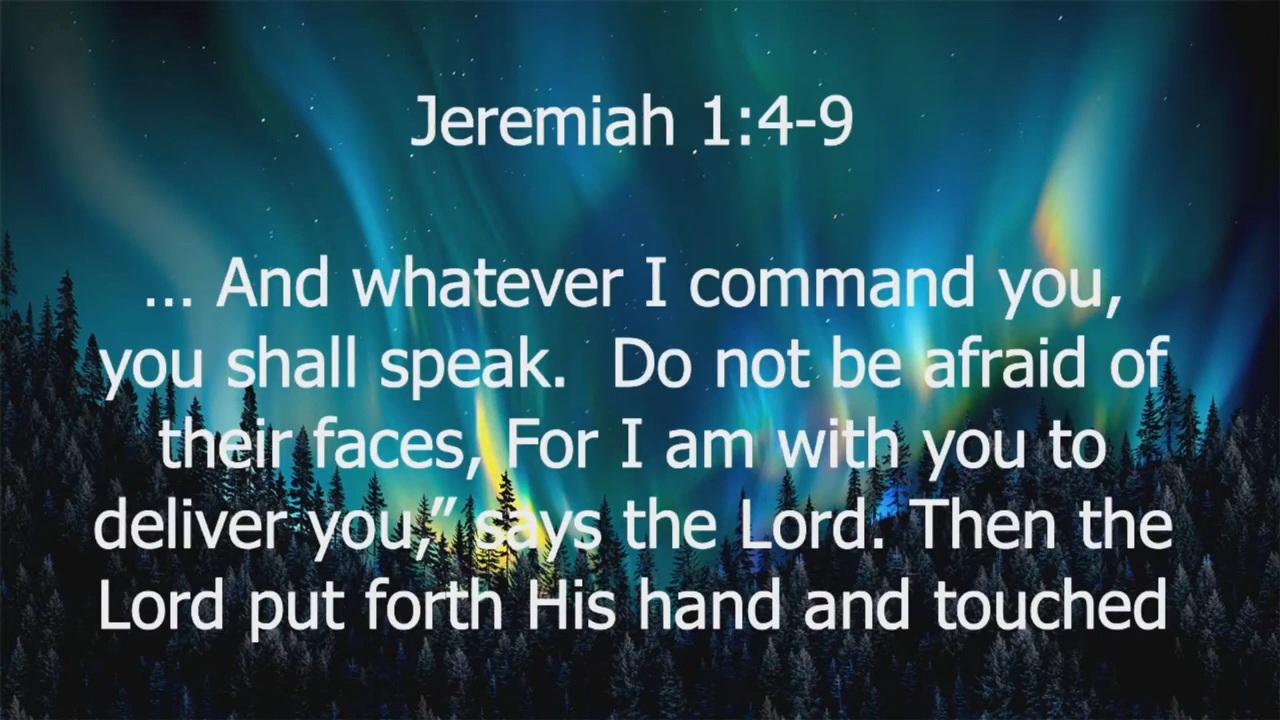 Jeremiah 1:4-9
... And whatever I command you,
you shall speak.  Do not be afraid of
their faces, For I am with you to
deliver you,” says the Lord. Then the
Lord put forth His hand and touched